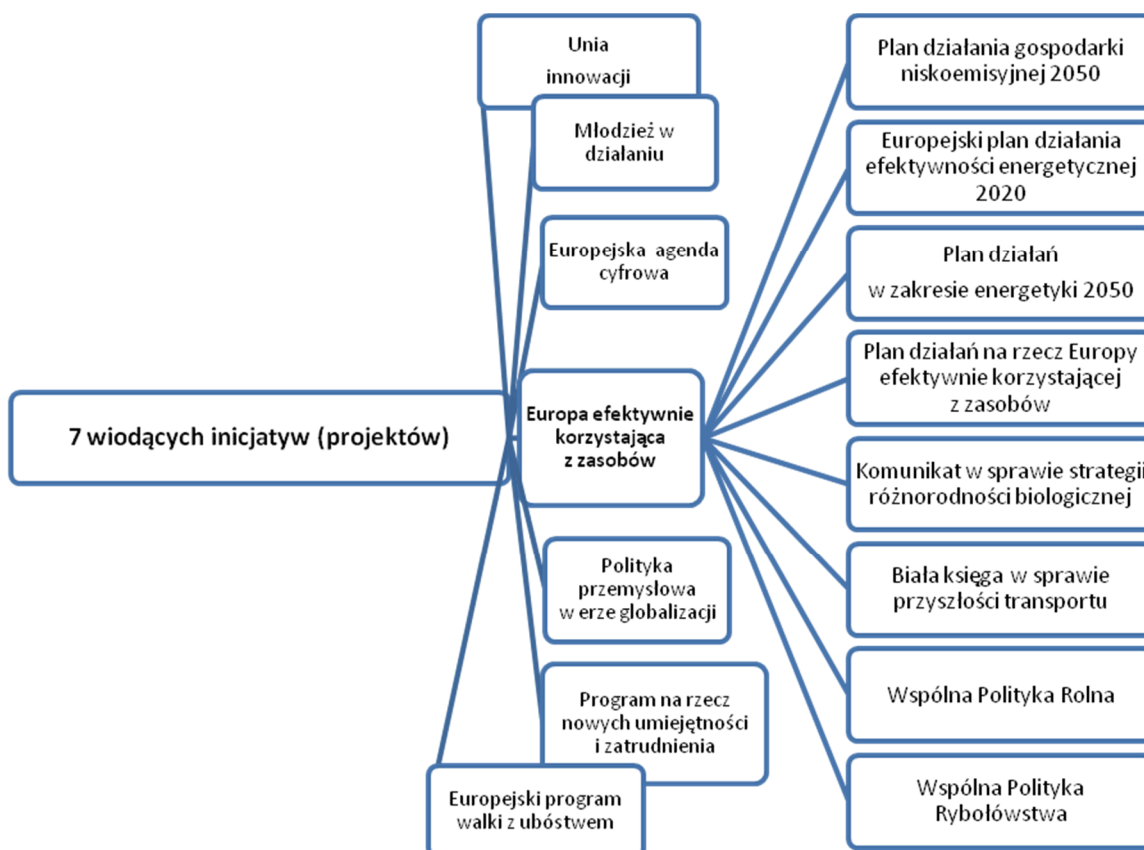 7 wiodących inicjatyw (projektów)
Unia
innowacji
Młodzież w
działaniu
Europejska agenda
cyfrowa
Europa efektywnie
korzystająca
z zasobów
Polityka
przemysłowa
w erze globalizacji
Program na rzecz
nowych umiejętności
i zatrudnienia
Europejski program
walki z ubóstwem
Plan działania gospodarki
niskoemisyjnej 2050
Europejski plan działania
efektywności energetycznej
2020
Plan działań
w zakresie energetyki 2050
Plan działań na rzecz Europy
efektywnie korzystającej
z zasobów
Komunikat w sprawie strategii
różnorodności biologicznej
Biała księga w sprawie
przyszłości transportu
Wspólna Polityka Rolna
Wspólna Polityka
Rybołówstwa